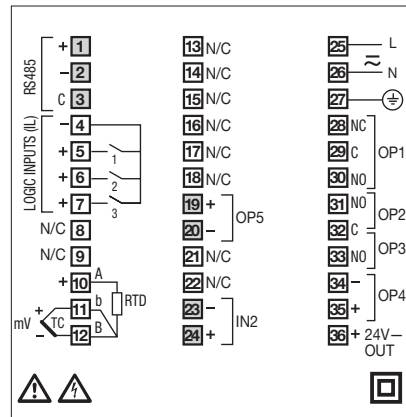 RS485
+ 1
− 2
C 3
LOGIC INPUTS (IL)
− 4
+ 5 1
+ 6 2
+ 7 3
N/C 8
N/C 9
+ 10 A
mV + TC 11 b RTD
− 12 B
13 N/C
14 N/C
15 N/C
16 N/C
17 N/C
18 N/C
19 + OP5
20 −
21 N/C
22 N/C
23 − IN2
24 +
25 L
26 N
27
28 NC OP1
29 C
30 NO
31 NO OP2
32 C
33 NO OP3
34 − OP4
35 +
36 + 24V
OUT